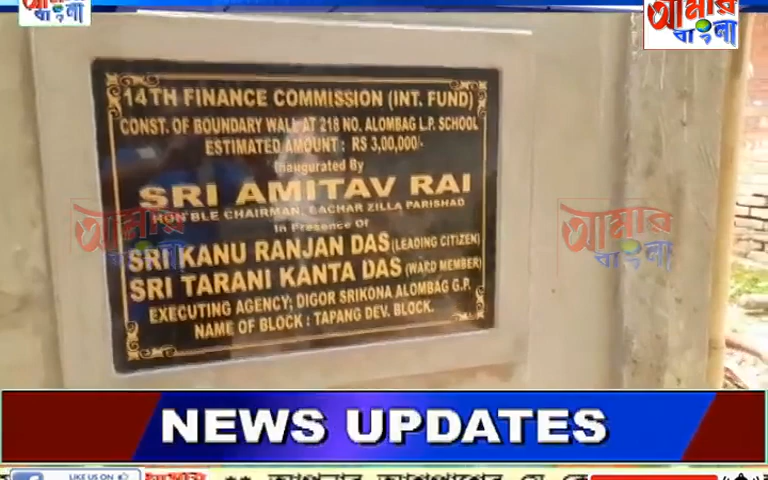 আমার বাংলা
আমার বাংলা
14TH FINANCE COMMISSION (INT. FUND)
CONST. OF BOUNDARY WALL AT 218 NO. ALOMBAG L.P. SCHOOL
ESTIMATED AMOUNT : RS 3,00,000/-
Inaugurated By
SRI AMITAV RAI
HON'BLE CHAIRMAN, CACHAR ZILLA PARISHAD
In Presence Of
SRI KANU RANJAN DAS (LEADING CITIZEN)
SRI TARANI KANTA DAS (WARD MEMBER)
EXECUTING AGENCY; DIGOR SRIKONA ALOMBAG G.P.
NAME OF BLOCK : TAPANG DEV. BLOCK.
আমার বাংলা
আমার বাংলা
NEWS UPDATES
LIKE US ON